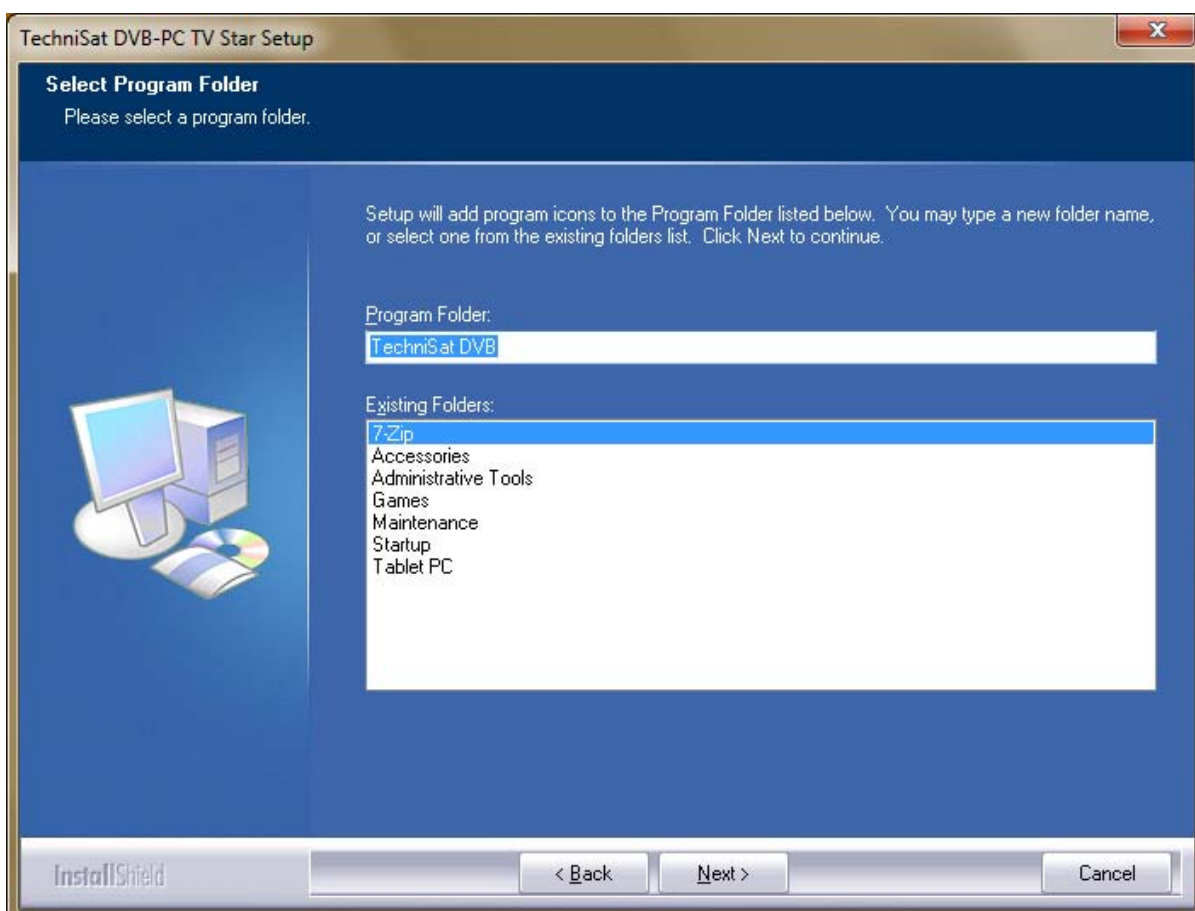 TechniSat DVB-PC TV Star Setup
x
Select Program Folder
Please select a program folder.
Setup will add program icons to the Program Folder listed below.  You may type a new folder name,
or select one from the existing folders list.  Click Next to continue.
Program Folder:
TechniSat DVB
Existing Folders:
7-Zip
Accessories
Administrative Tools
Games
Maintenance
Startup
Tablet PC
InstallShield
< Back
Next >
Cancel